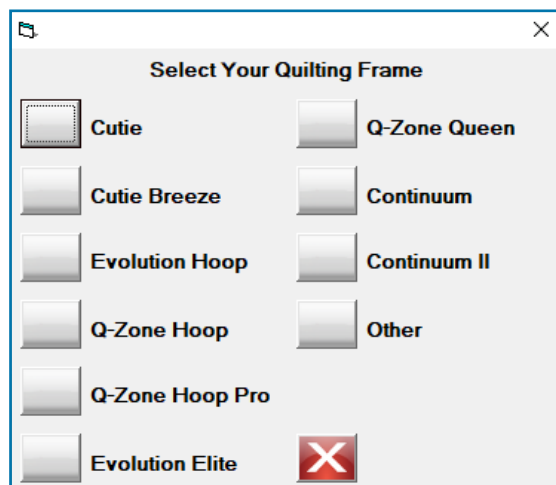 Select Your Quilting Frame
Cutie
Q-Zone Queen
Cutie Breeze
Continuum
Evolution Hoop
Continuum II
Q-Zone Hoop
Other
Q-Zone Hoop Pro
Evolution Elite